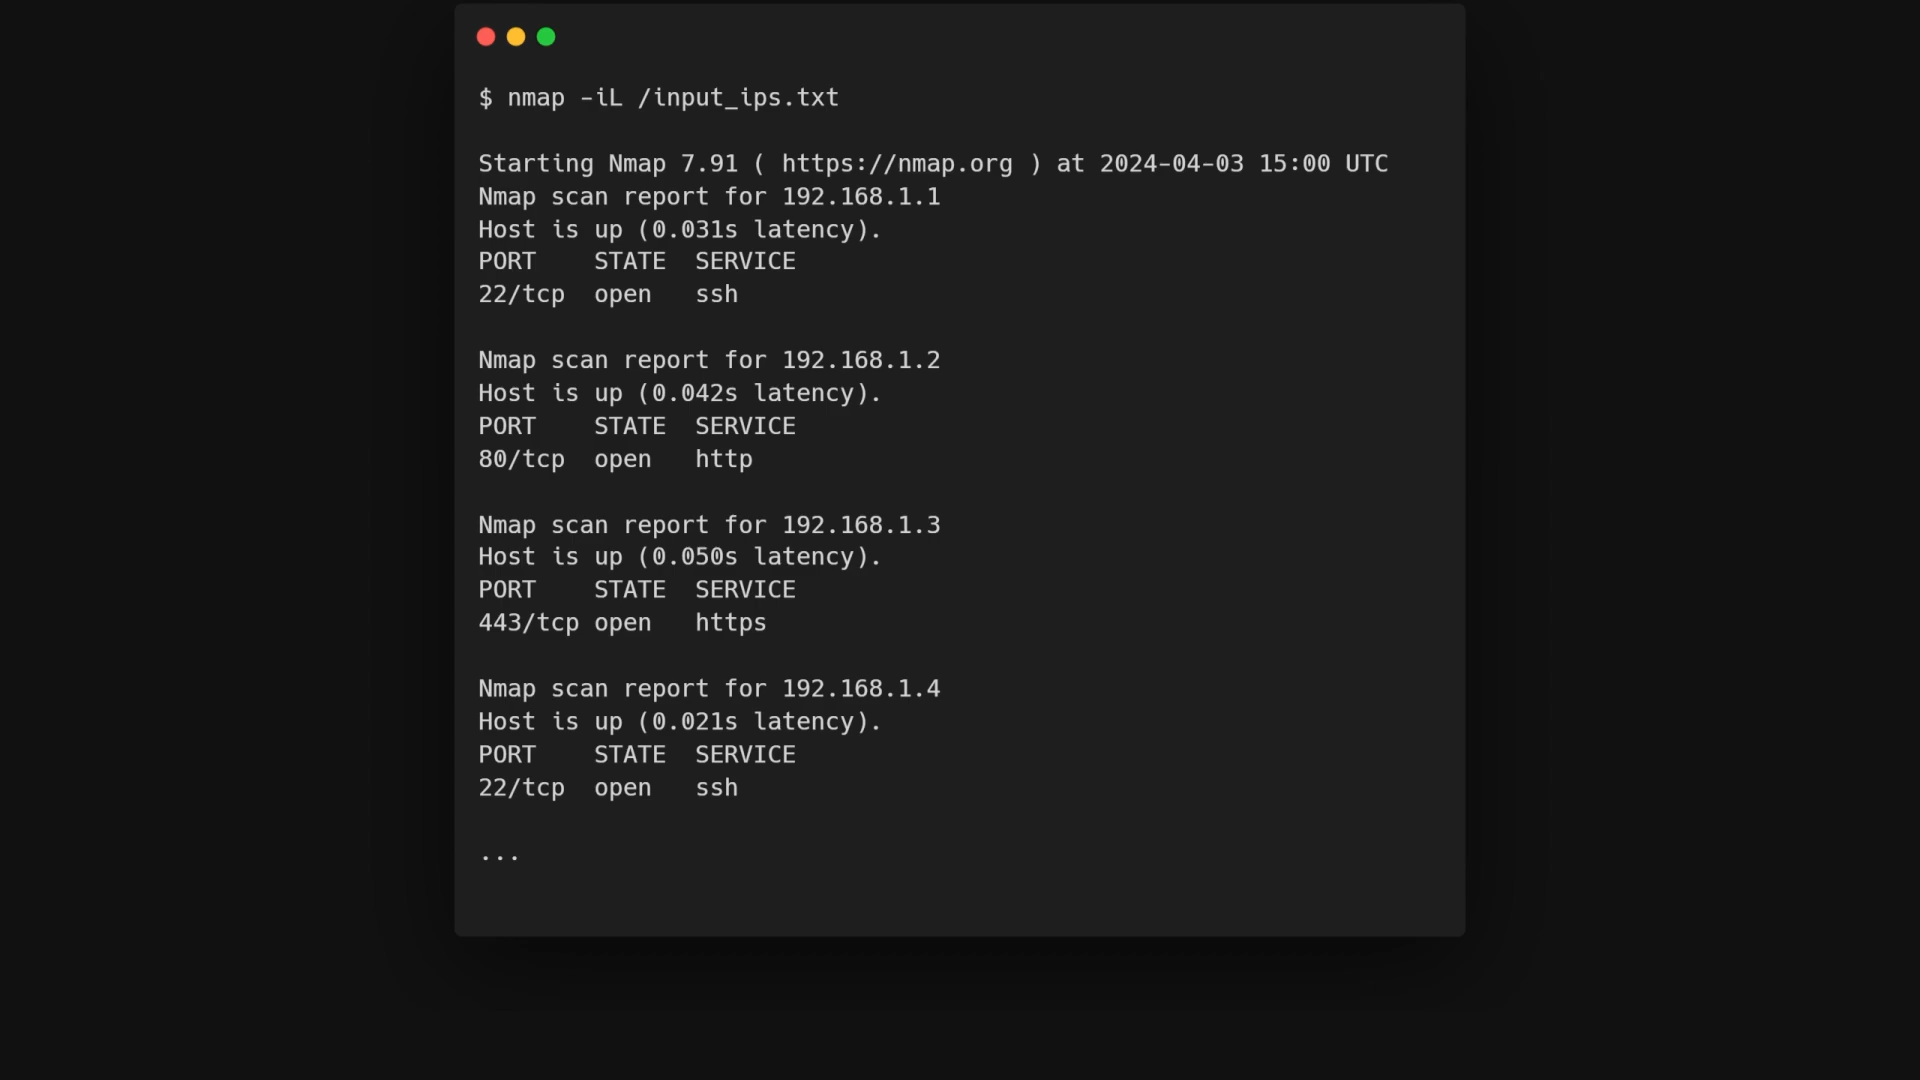 $ nmap -iL /input_ips.txt
Starting Nmap 7.91 ( https://nmap.org ) at 2024-04-03 15:00 UTC
Nmap scan report for 192.168.1.1
Host is up (0.031s latency).
PORT    STATE  SERVICE
22/tcp  open   ssh
Nmap scan report for 192.168.1.2
Host is up (0.042s latency).
PORT    STATE  SERVICE
80/tcp  open   http
Nmap scan report for 192.168.1.3
Host is up (0.050s latency).
PORT    STATE  SERVICE
443/tcp open   https
Nmap scan report for 192.168.1.4
Host is up (0.021s latency).
PORT    STATE  SERVICE
22/tcp  open   ssh
...